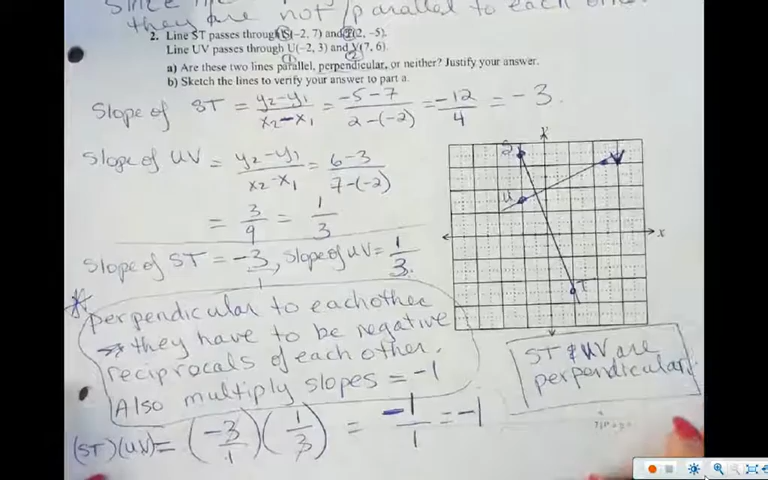 they are not parallel to each
2. Line ST passes through S(−2, 7) and T(2, −5).
Line UV passes through U(−2, 3) and V(7, 6).
a) Are these two lines parallel, perpendicular, or neither? Justify your answer.
b) Sketch the lines to verify your answer to part a.
Slope of ST = y2-y1 / x2-x1 = -5-7 / 2-(-2) = -12 / 4 = -3.
Slope of UV = y2-y1 / x2-x1 = 6-3 / 7-(-2)
= 3/9 = 1/3
Slope of ST = -3/1, Slope of UV = 1/3.
perpendicular to eachother
→ they have to be negative
reciprocals of each other.
Also multiply slopes = -1
(ST)(UV) = (-3/1)(1/3) = -1/1 = -1
S
V
U
x
T
ST & UV are
perpendicular.